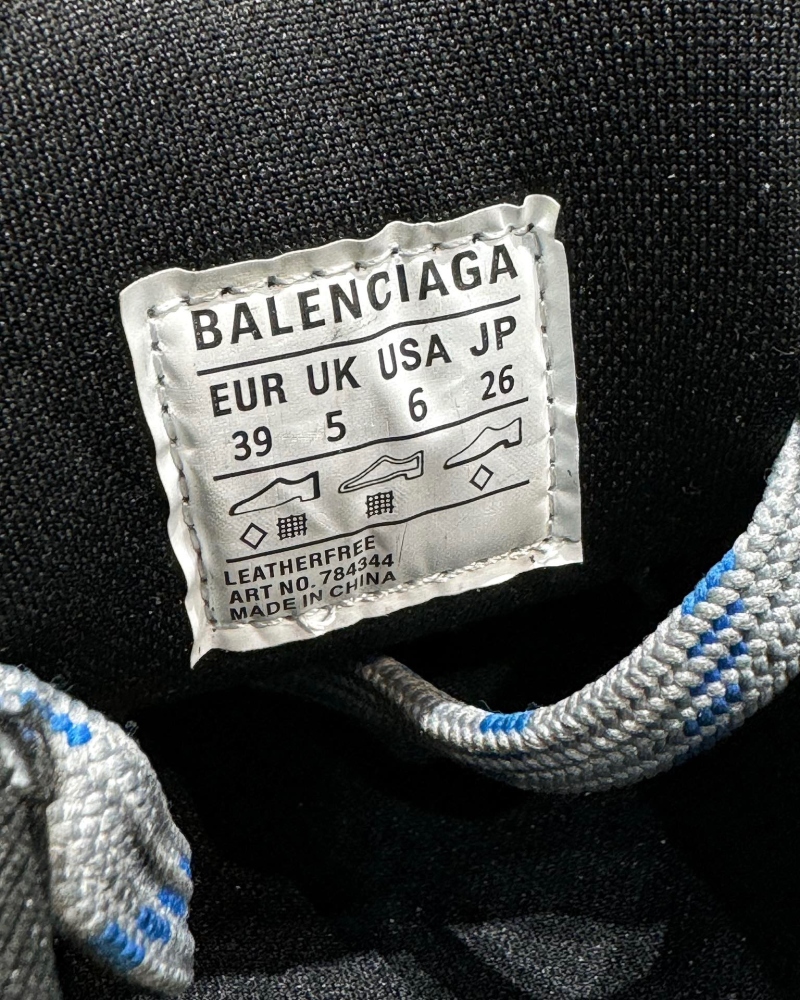 BALENCIAGA
EUR UK USA JP
39 5 6 26
LEATHERFREE
ART NO. 784344
MADE IN CHINA